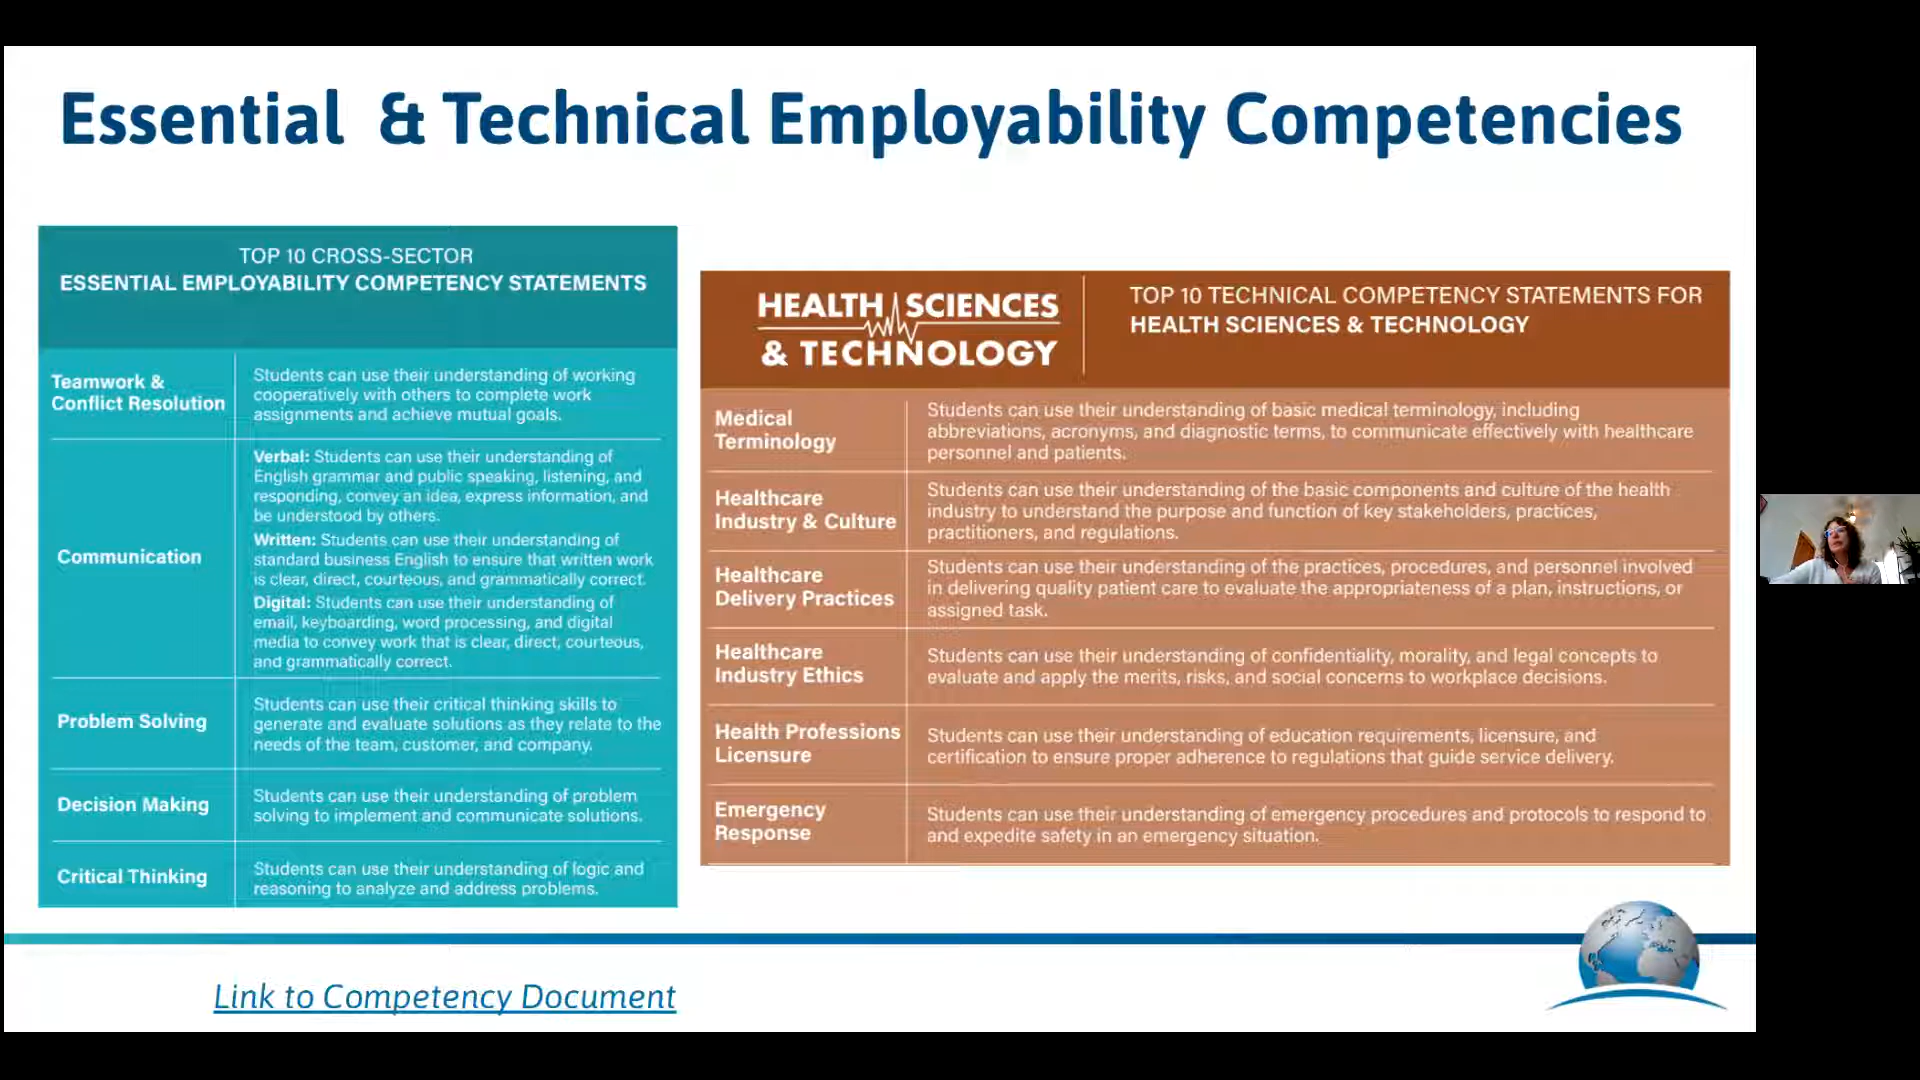 Essential & Technical Employability Competencies
TOP 10 CROSS-SECTOR
ESSENTIAL EMPLOYABILITY COMPETENCY STATEMENTS
Teamwork &
Conflict Resolution
Students can use their understanding of working
cooperatively with others to complete work
assignments and achieve mutual goals.
Communication
Verbal: Students can use their understanding of
English grammar and public speaking, listening, and
responding, convey an idea, express information, and
be understood by others.
Written: Students can use their understanding of
standard business English to ensure that written work
is clear, direct, courteous, and grammatically correct.
Digital: Students can use their understanding of
email, keyboarding, word processing, and digital
media to convey work that is clear, direct, courteous,
and grammatically correct.
Problem Solving
Students can use their critical thinking skills to
generate and evaluate solutions as they relate to the
needs of the team, customer, and company.
Decision Making
Students can use their understanding of problem
solving to implement and communicate solutions.
Critical Thinking
Students can use their understanding of logic and
reasoning to analyze and address problems.
HEALTH SCIENCES
& TECHNOLOGY
TOP 10 TECHNICAL COMPETENCY STATEMENTS FOR
HEALTH SCIENCES & TECHNOLOGY
Medical
Terminology
Students can use their understanding of basic medical terminology, including
abbreviations, acronyms, and diagnostic terms, to communicate effectively with healthcare
personnel and patients.
Healthcare
Industry & Culture
Students can use their understanding of the basic components and culture of the health
industry to understand the purpose and function of key stakeholders, practices,
practitioners, and regulations.
Healthcare
Delivery Practices
Students can use their understanding of the practices, procedures, and personnel involved
in delivering quality patient care to evaluate the appropriateness of a plan, instructions, or
assigned task.
Healthcare
Industry Ethics
Students can use their understanding of confidentiality, morality, and legal concepts to
evaluate and apply the merits, risks, and social concerns to workplace decisions.
Health Professions
Licensure
Students can use their understanding of education requirements, licensure, and
certification to ensure proper adherence to regulations that guide service delivery.
Emergency
Response
Students can use their understanding of emergency procedures and protocols to respond to
and expedite safety in an emergency situation.
Link to Competency Document